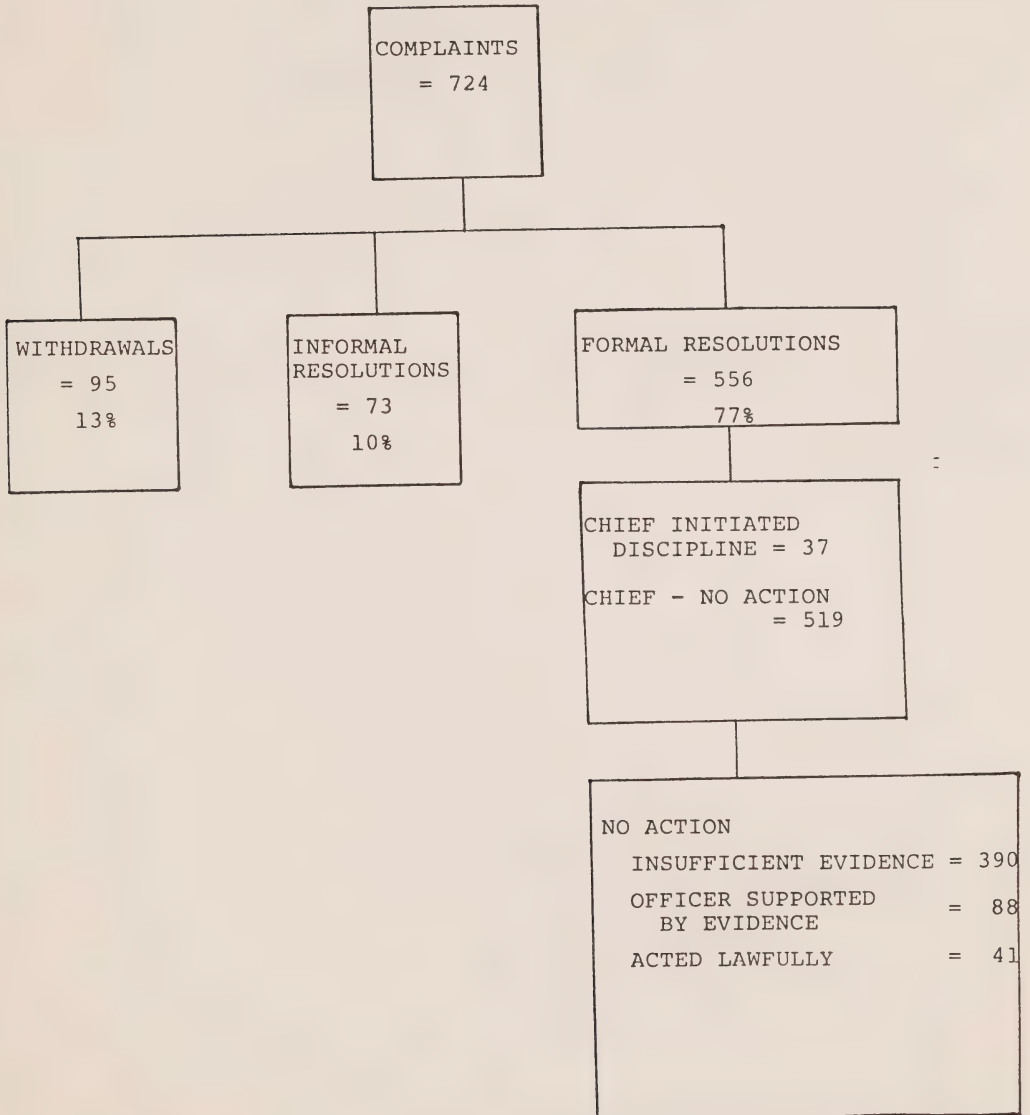 COMPLAINTS
= 724
WITHDRAWALS
= 95
13%
INFORMAL
RESOLUTIONS
= 73
10%
FORMAL RESOLUTIONS
= 556
77%
CHIEF INITIATED
DISCIPLINE = 37
CHIEF - NO ACTION
= 519
NO ACTION
INSUFFICIENT EVIDENCE = 390
OFFICER SUPPORTED
BY EVIDENCE = 88
ACTED LAWFULLY = 41